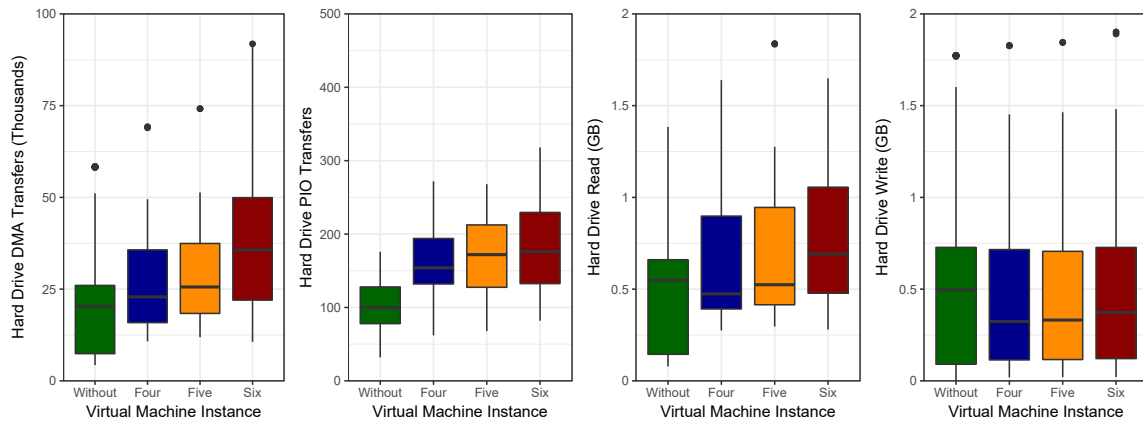 Hard Drive DMA Transfers (Thousands)
100
75
50
25
0
Without Four Five Six
Virtual Machine Instance
Hard Drive PIO Transfers
500
400
300
200
100
0
Without Four Five Six
Virtual Machine Instance
Hard Drive Read (GB)
2
1.5
1
0.5
0
Without Four Five Six
Virtual Machine Instance
Hard Drive Write (GB)
2
1.5
1
0.5
0
Without Four Five Six
Virtual Machine Instance